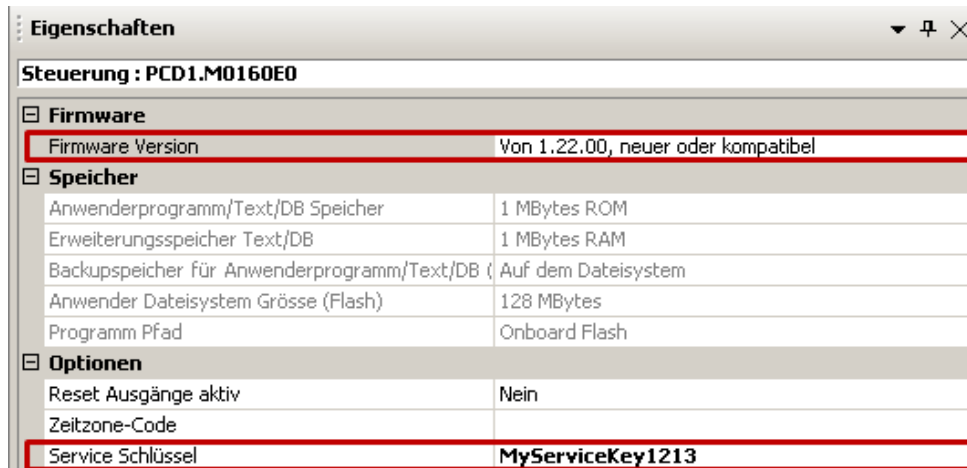 Eigenschaften
Steuerung : PCD1.M0160E0
Firmware
Firmware Version Von 1.22.00, neuer oder kompatibel
Speicher
Anwenderprogramm/Text/DB Speicher 1 MBytes ROM
Erweiterungsspeicher Text/DB 1 MBytes RAM
Backupspeicher für Anwenderprogramm/Text/DB ( Auf dem Dateisystem
Anwender Dateisystem Grösse (Flash) 128 MBytes
Programm Pfad Onboard Flash
Optionen
Reset Ausgänge aktiv Nein
Zeitzone-Code
Service Schlüssel MyServiceKey1213